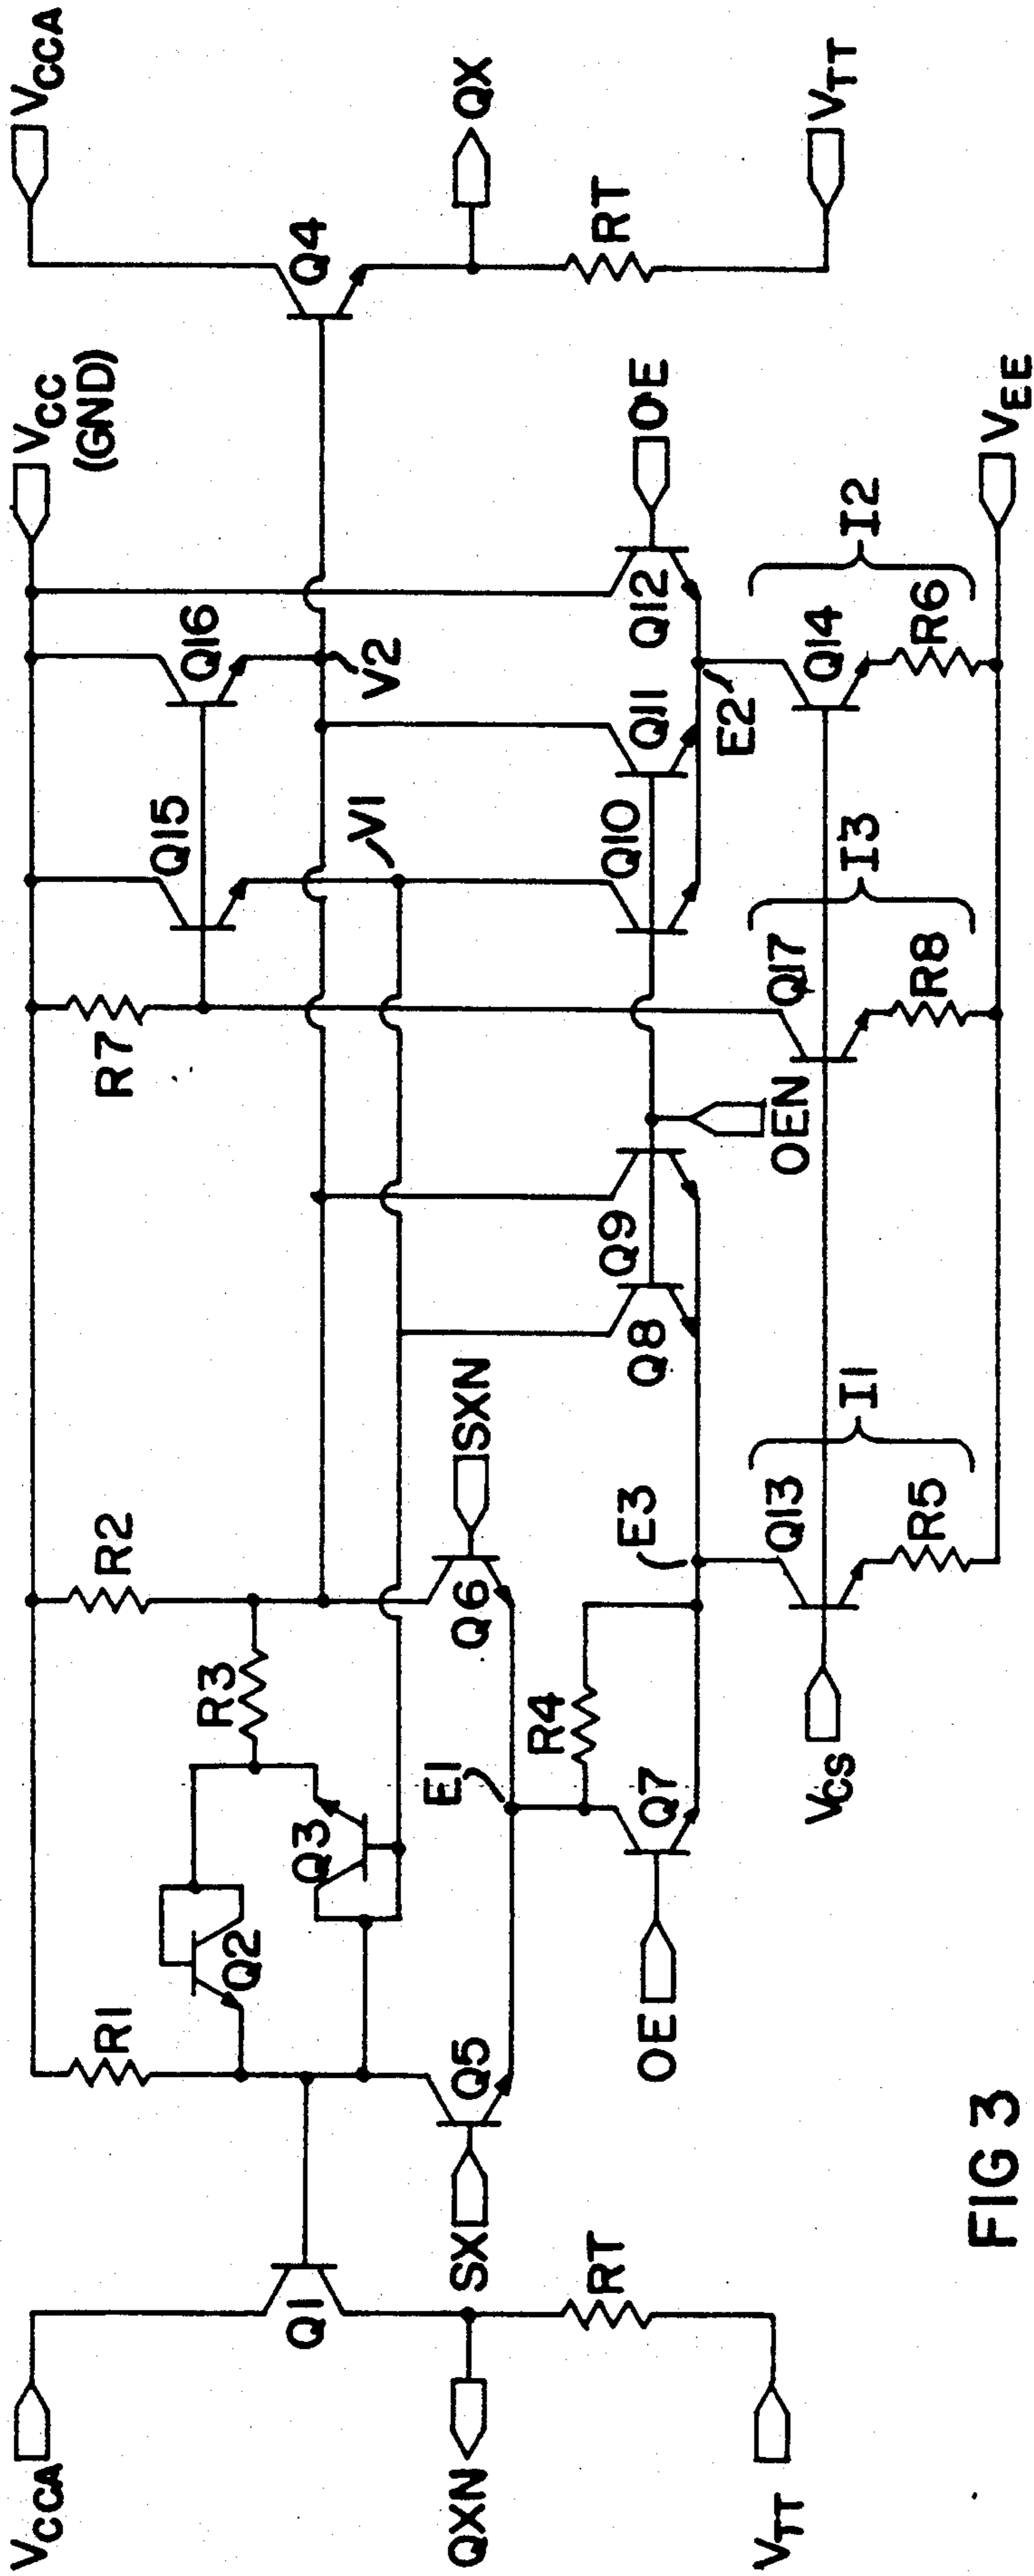 VCCA
VCC
(GND)
VCCA
R1
R2
R7
Q15
Q16
Q2
R3
Q3
Q1
Q4
V1
V2
QXN
SX
Q5
Q6
SXN
QX
E1
R4
RT
RT
OE
Q7
E3
Q8
Q9
Q10
Q11
Q12
OE
E2
OEN
VTT
VCS
Q13
Q17
Q14
VTT
I1
I3
I2
R5
R8
R6
VEE
FIG 3